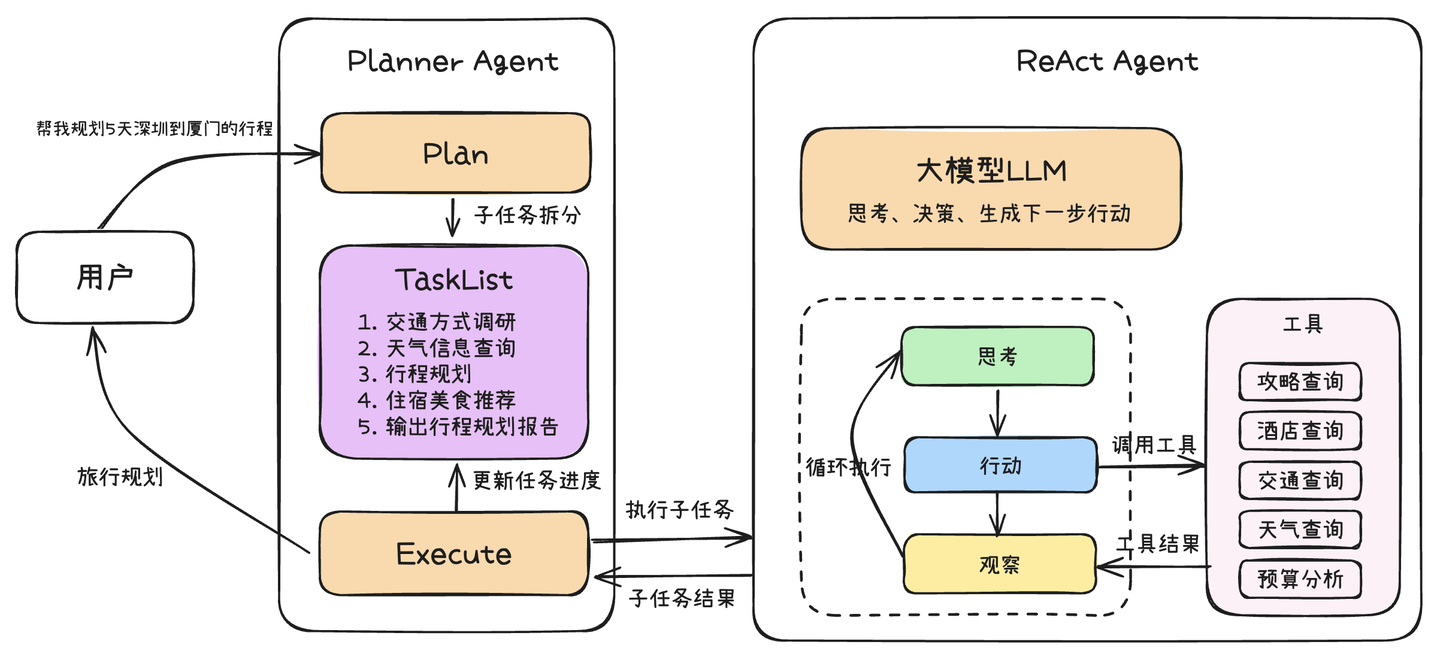 Planner Agent
帮我规划5天深圳到厦门的行程
Plan
子任务拆分
用户
TaskList
1. 交通方式调研
2. 天气信息查询
3. 行程规划
4. 住宿美食推荐
5. 输出行程规划报告
旅行规划
更新任务进度
Execute
执行子任务
子任务结果
ReAct Agent
大模型LLM
思考、决策、生成下一步行动
思考
行动
观察
循环执行
调用工具
工具结果
工具
攻略查询
酒店查询
交通查询
天气查询
预算分析